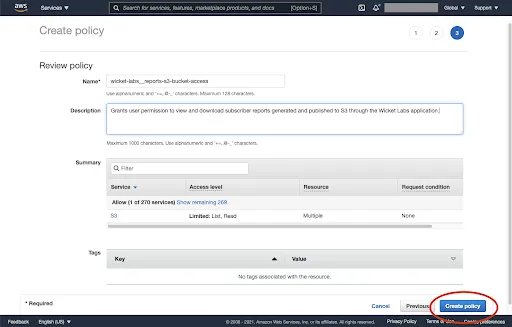 aws
Services ▼
Search for services, features, marketplace products, and docs
[Option+S]
Global ▼
Support ▼
Create policy
1
2
3
Review policy
Name*
wicket-labs__reports-s3-bucket-access
Use alphanumeric and '+=,.@-_' characters. Maximum 128 characters.
Description
Grants user permission to view and download subscriber reports generated and published to S3 through the Wicket Labs application.
Maximum 1000 characters. Use alphanumeric and '+=,.@-_' characters.
Summary
Filter
Service ▼ Access level Resource Request condition
Allow (1 of 270 services) Show remaining 269
S3 Limited: List, Read Multiple None
Tags
Key Value
No tags associated with the resource.
* Required
Cancel
Previous
Create policy
Feedback
English (US) ▼
© 2008 - 2021, Amazon Web Services, Inc. or its affiliates. All rights reserved.
Privacy Policy
Terms of Use
Cookie preferences